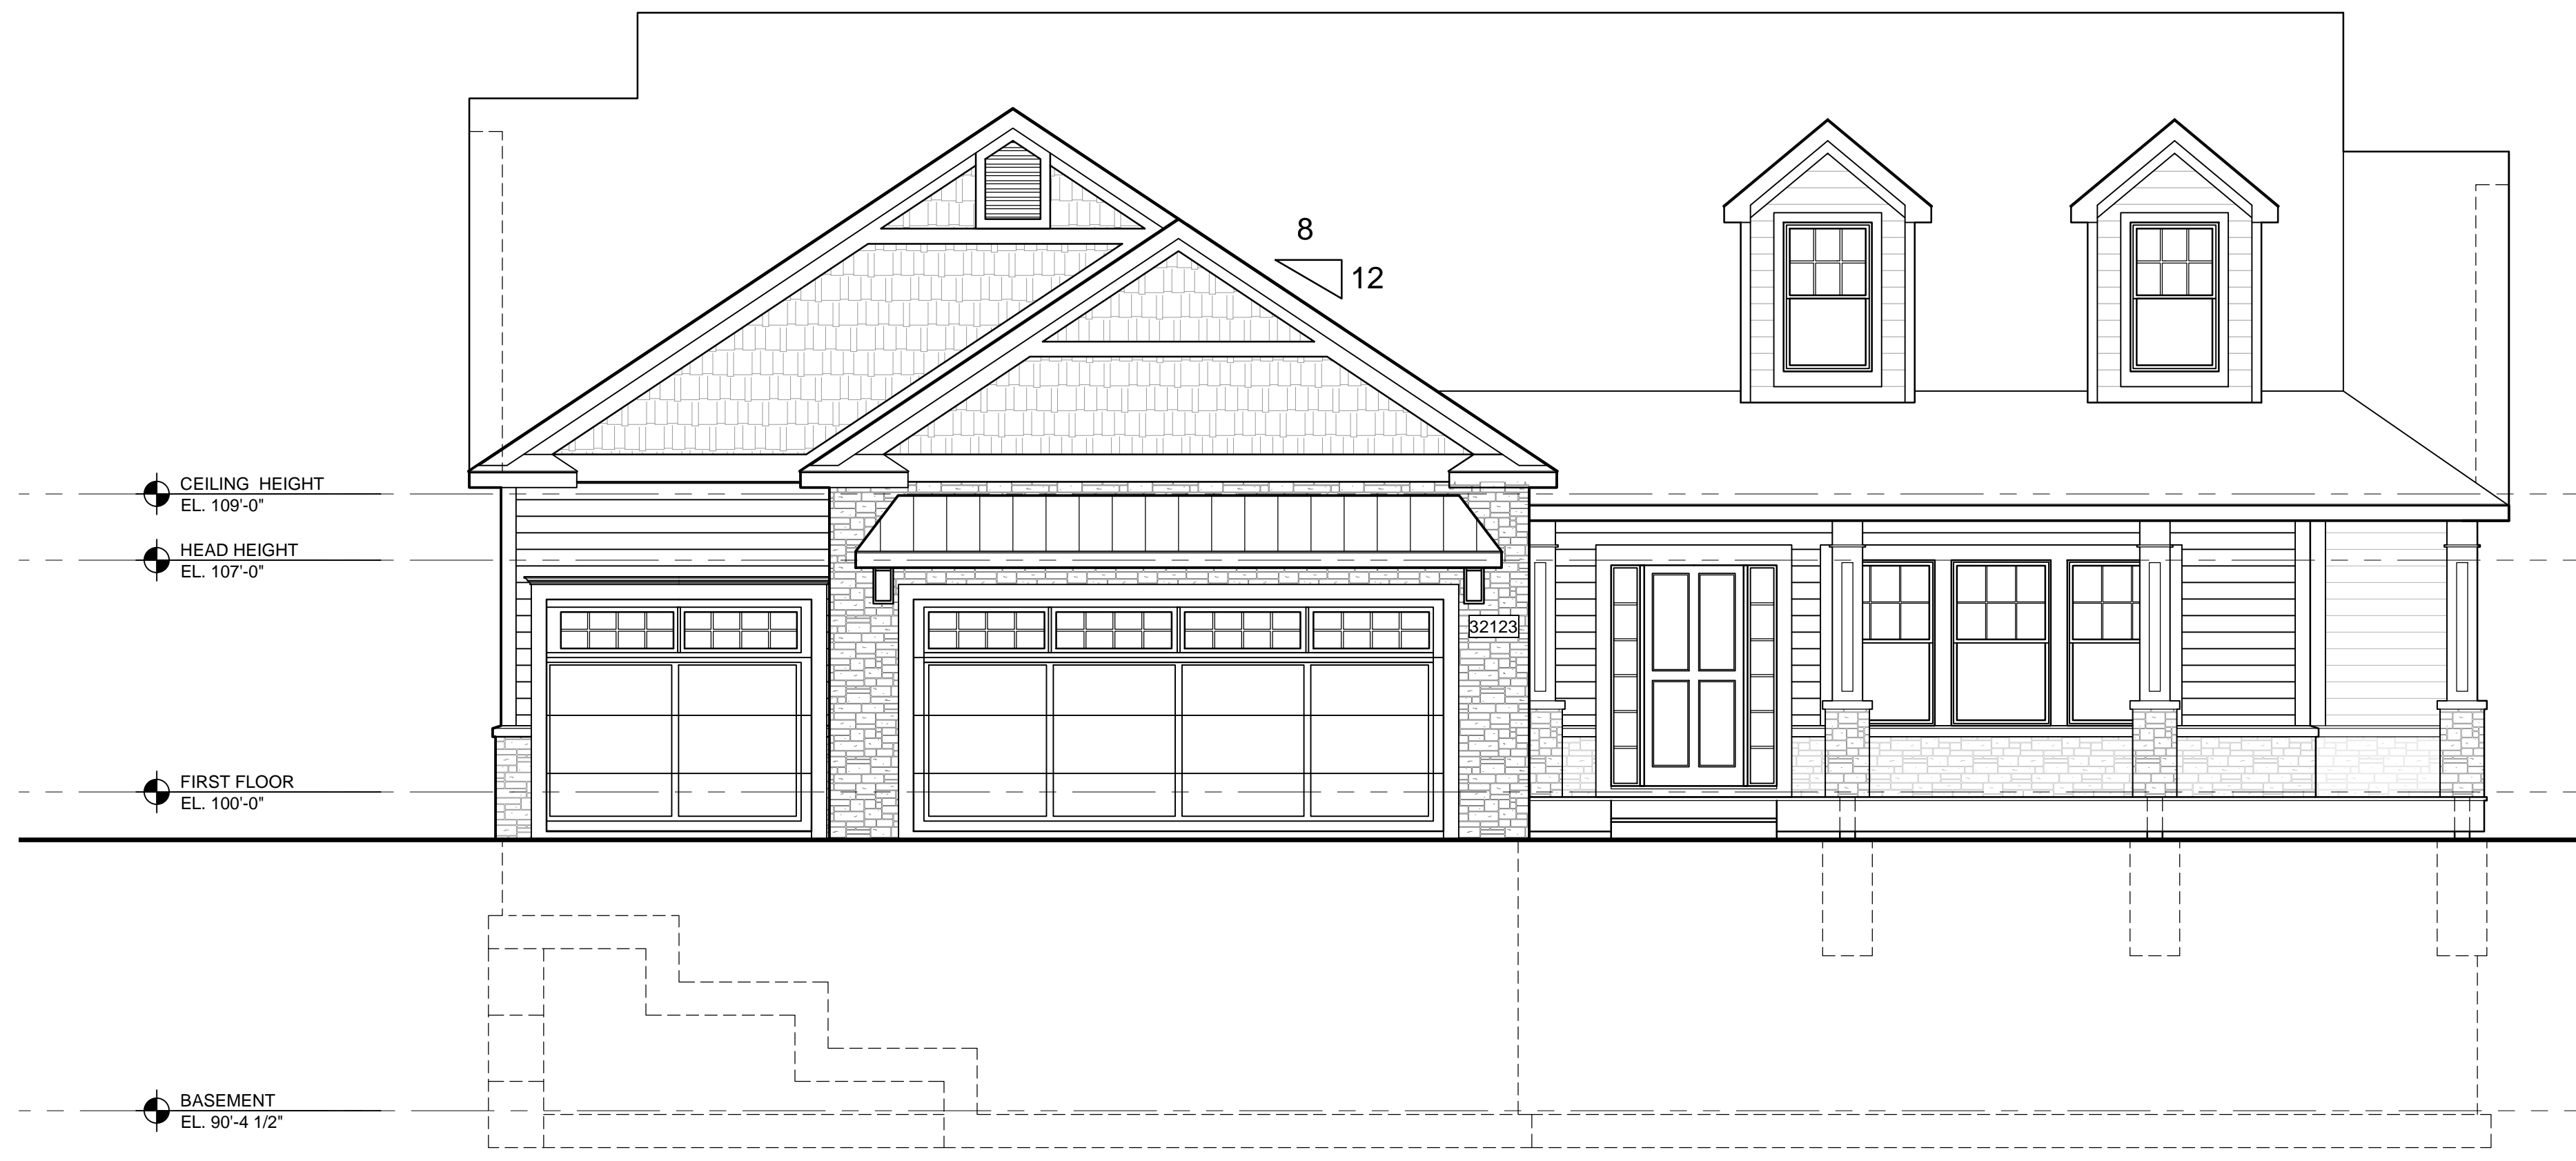 8
12
CEILING HEIGHT
EL. 109'-0"
HEAD HEIGHT
EL. 107'-0"
32123
FIRST FLOOR
EL. 100'-0"
BASEMENT
EL. 90'-4 1/2"